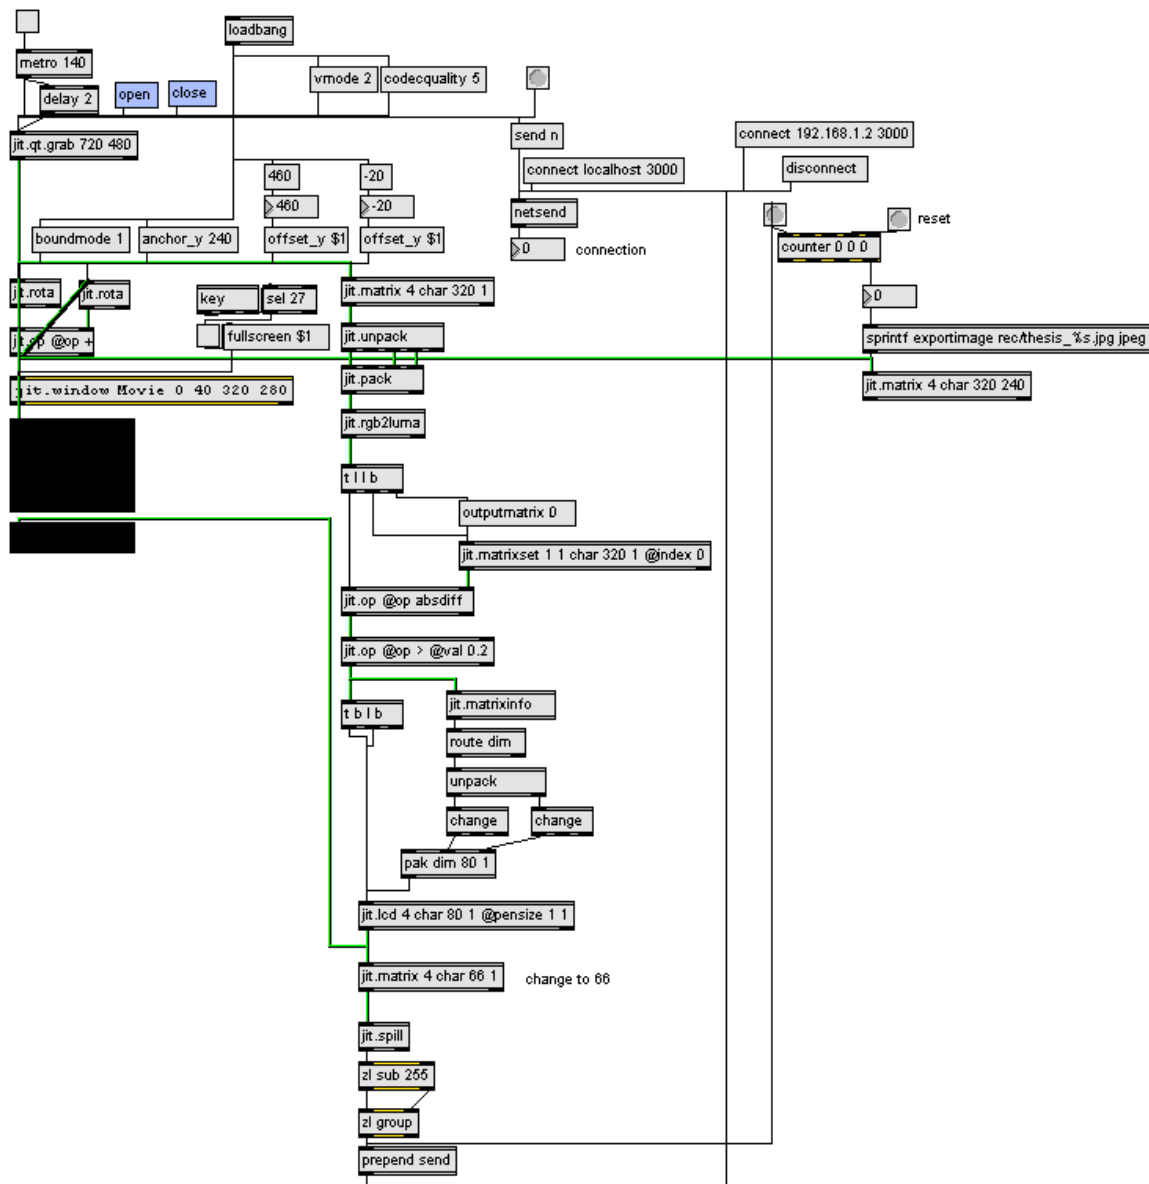 loadbang
metro 140
vmode 2
codecquality 5
delay 2
open
close
jit.qt.grab 720 480
send n
connect 192.168.1.2 3000
connect localhost 3000
disconnect
460
-20
460
-20
netsend
reset
boundmode 1
anchor_y 240
offset_y $1
offset_y $1
0
connection
counter 0 0 0
jit.rota
jit.rota
key
sel 27
jit.matrix 4 char 320 1
0
jit.op @op +
fullscreen $1
jit.unpack
sprintf exportimage rec/thesis_%s.jpg jpeg
jit.window Movie 0 40 320 280
jit.pack
jit.matrix 4 char 320 240
jit.rgb2luma
t l l b
outputmatrix 0
jit.matrixset 1 1 char 320 1 @index 0
jit.op @op absdiff
jit.op @op > @val 0.2
jit.matrixinfo
t b l b
route dim
unpack
change
change
pak dim 80 1
jit.lcd 4 char 80 1 @pensize 1 1
jit.matrix 4 char 66 1
change to 66
jit.spill
zl sub 255
zl group
prepend send